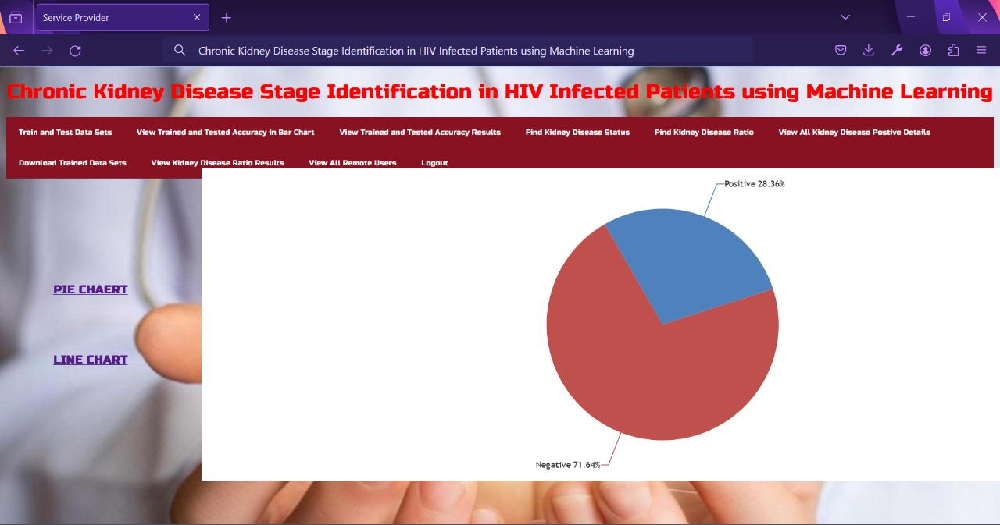 Service Provider
Chronic Kidney Disease Stage Identification in HIV Infected Patients using Machine Learning
Chronic Kidney Disease Stage Identification in HIV Infected Patients using Machine Learning
Train and Test Data Sets View Trained and Tested Accuracy in Bar Chart View Trained and Tested Accuracy Results Find Kidney Disease Status Find Kidney Disease Ratio View All Kidney Disease Postive Details
Download Trained Data Sets View Kidney Disease Ratio Results View All Remote Users Logout
Positive 28.36%
PIE CHAERT
LINE CHART
Negative 71.64%